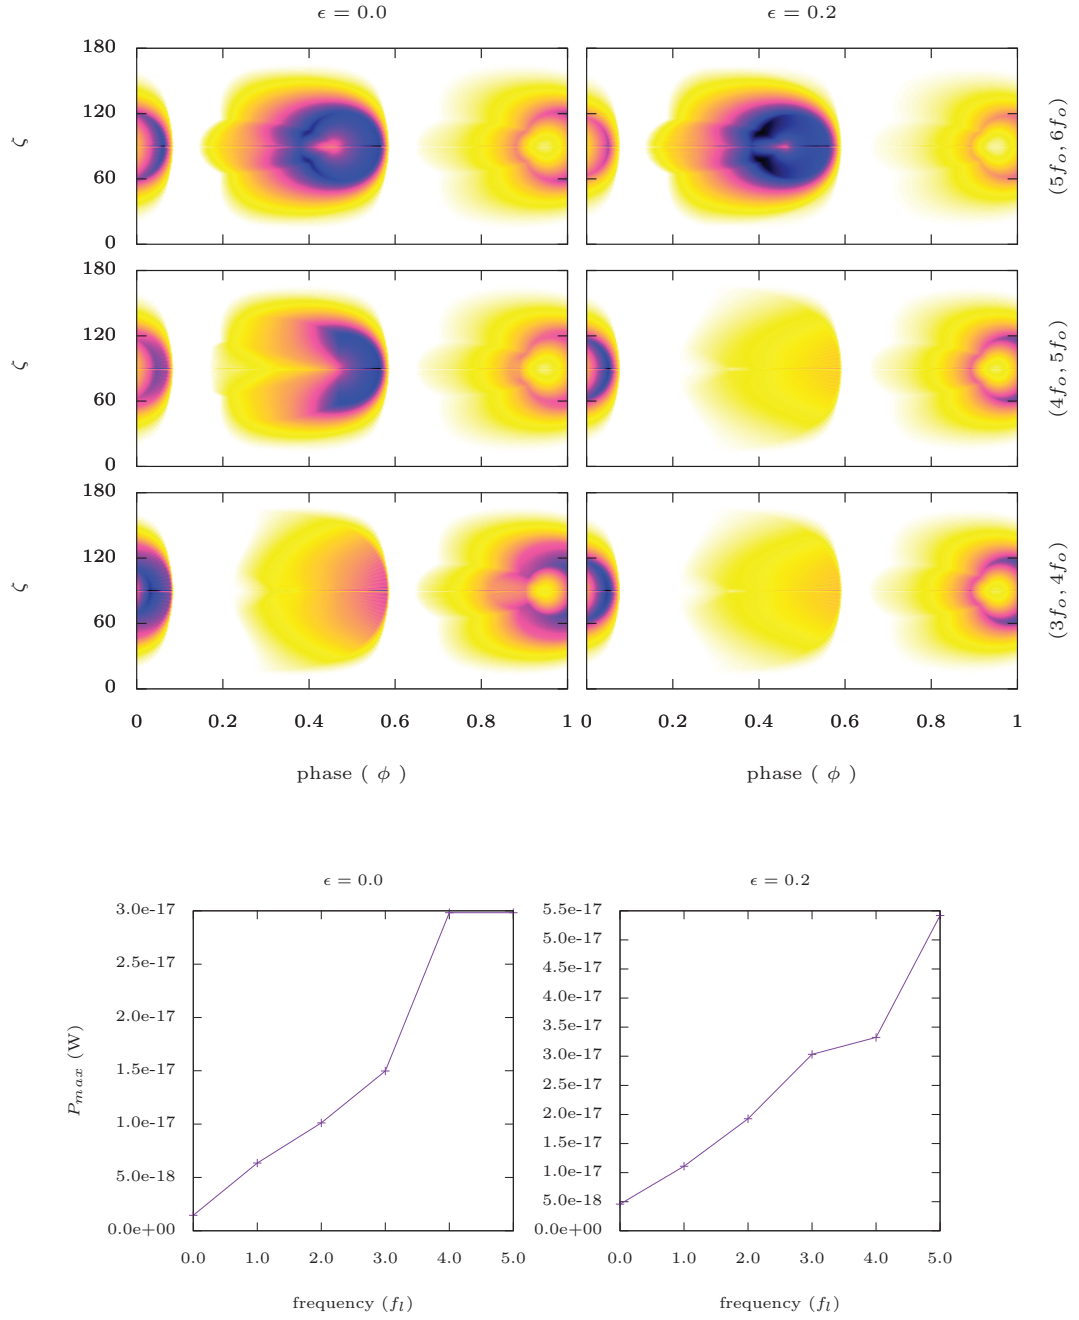 ϵ = 0.0 ϵ = 0.2
180
120
60
0
ζ
(5f_o, 6f_o)
180
120
60
0
ζ
(4f_o, 5f_o)
180
120
60
0
ζ
(3f_o, 4f_o)
0 0.2 0.4 0.6 0.8 1 0 0.2 0.4 0.6 0.8 1
phase ( ϕ ) phase ( ϕ )
ϵ = 0.0 ϵ = 0.2
P_max (W)
3.0e-17
2.5e-17
2.0e-17
1.5e-17
1.0e-17
5.0e-18
0.0e+00
0.0 1.0 2.0 3.0 4.0 5.0
frequency (f_l)
5.5e-17
5.0e-17
4.5e-17
4.0e-17
3.5e-17
3.0e-17
2.5e-17
2.0e-17
1.5e-17
1.0e-17
5.0e-18
0.0e+00
0.0 1.0 2.0 3.0 4.0 5.0
frequency (f_l)